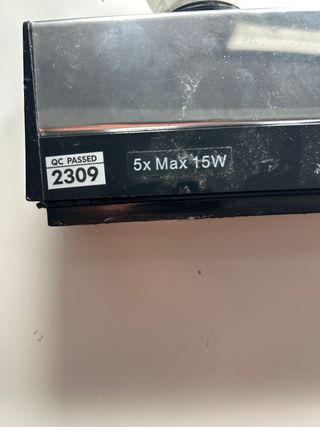 QC PASSED
2309
5x Max 15W